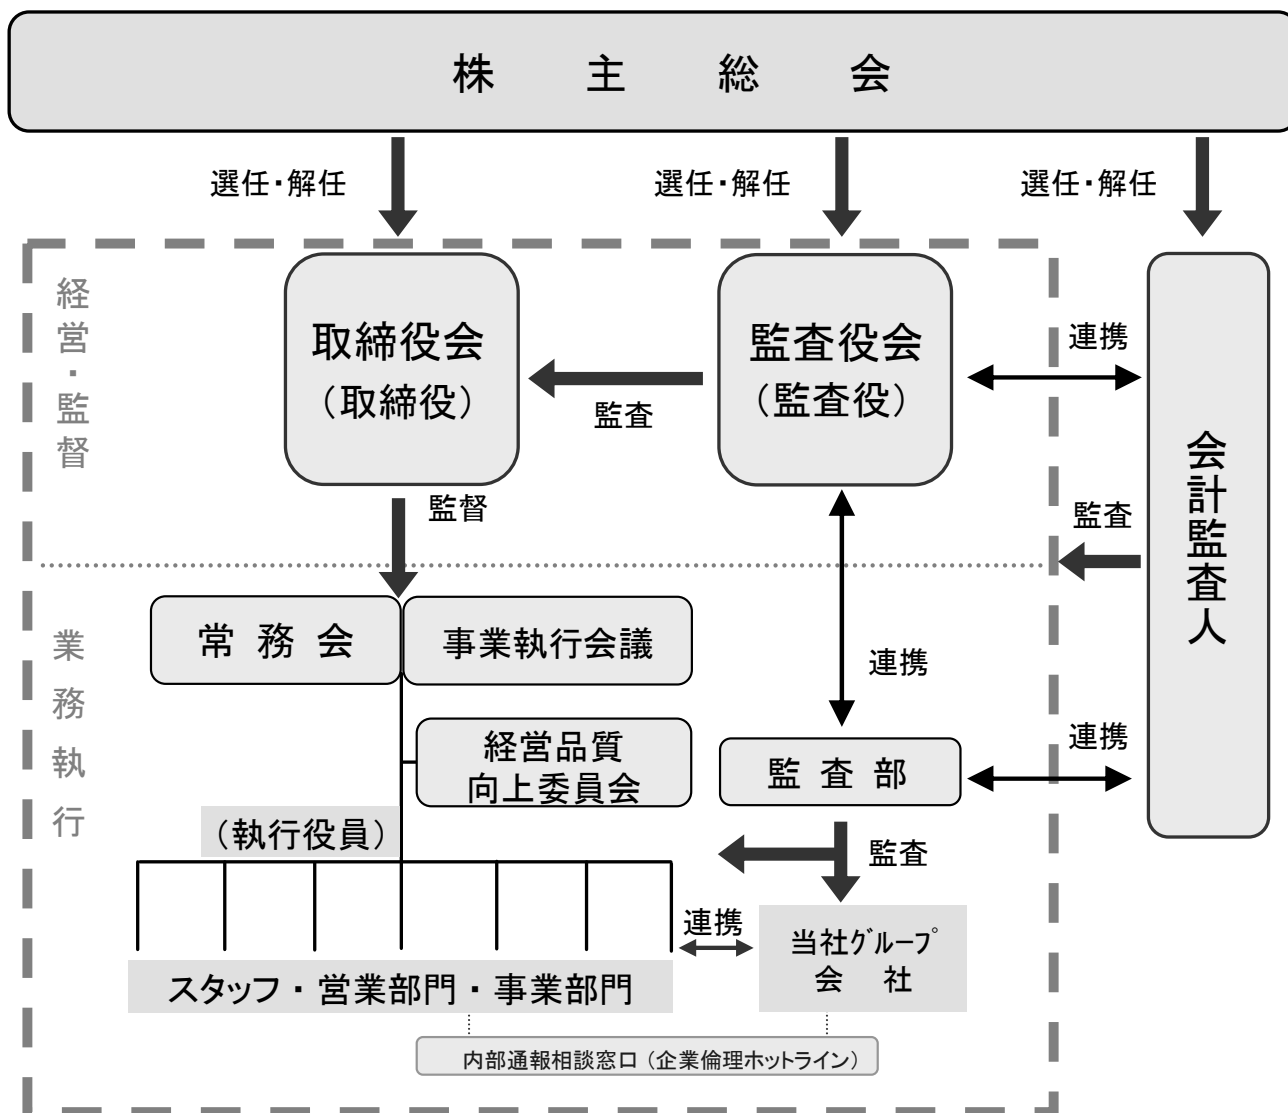 株主総会
選任・解任
選任・解任
選任・解任
経営・監督
取締役会
（取締役）
監査役会
（監査役）
連携
監査
監督
会計監査人
監査
業務執行
常務会
事業執行会議
連携
経営品質
向上委員会
監査部
連携
（執行役員）
監査
連携
当社グループ
会社
スタッフ・営業部門・事業部門
内部通報相談窓口（企業倫理ホットライン）